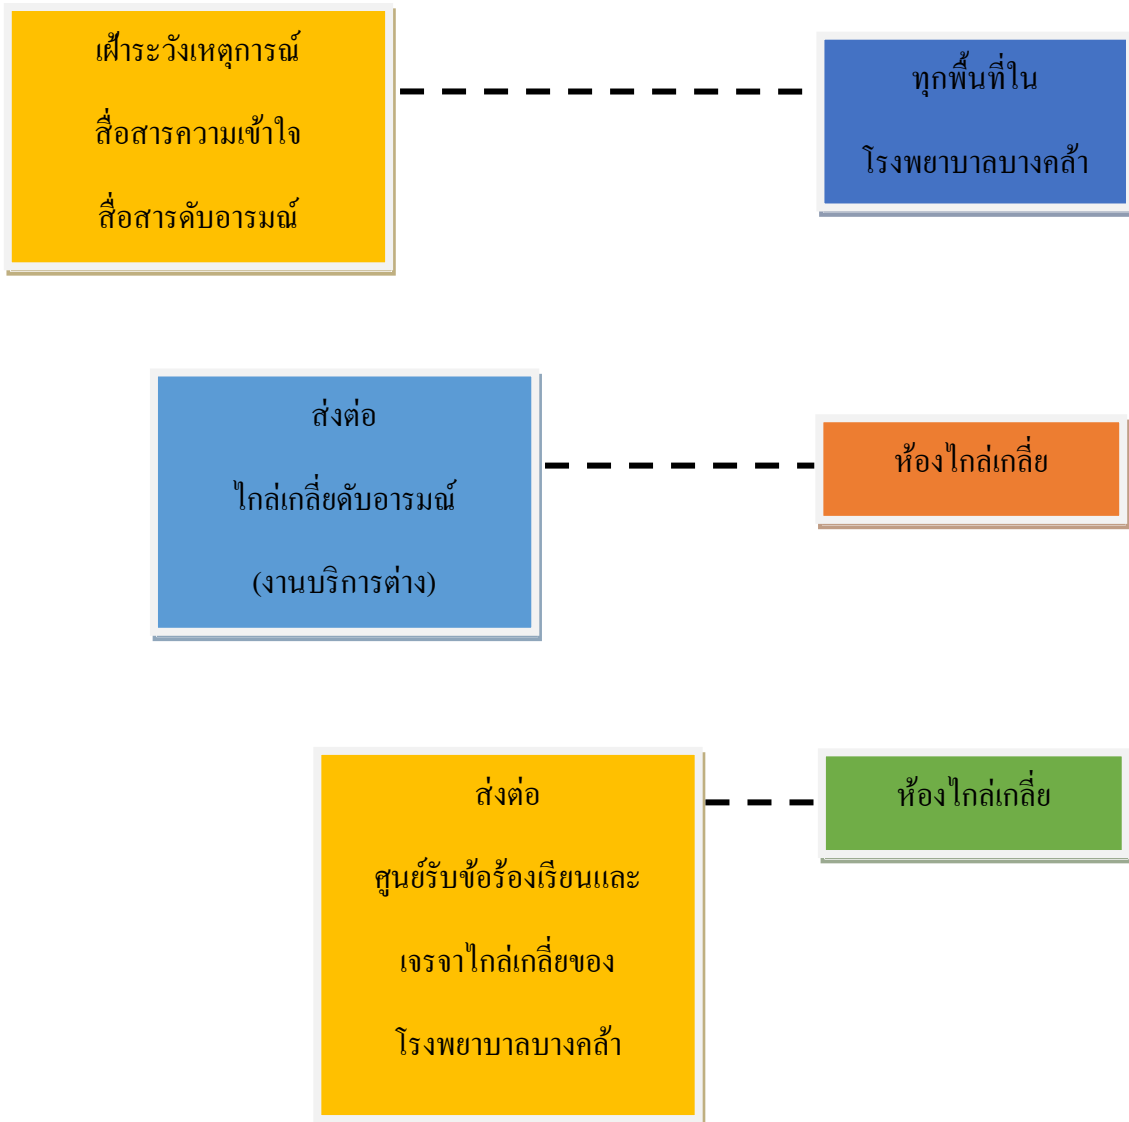 เฝ้าระวังเหตุการณ์
สื่อสารความเข้าใจ
สื่อสารดับอารมณ์
ทุกพื้นที่ใน
โรงพยาบาลบางคล้า
ส่งต่อ
ไกล่เกลี่ยดับอารมณ์
(งานบริการต่าง)
ห้องไกล่เกลี่ย
ส่งต่อ
ศูนย์รับข้อร้องเรียนและ
เจรจาไกล่เกลี่ยของ
โรงพยาบาลบางคล้า
ห้องไกล่เกลี่ย